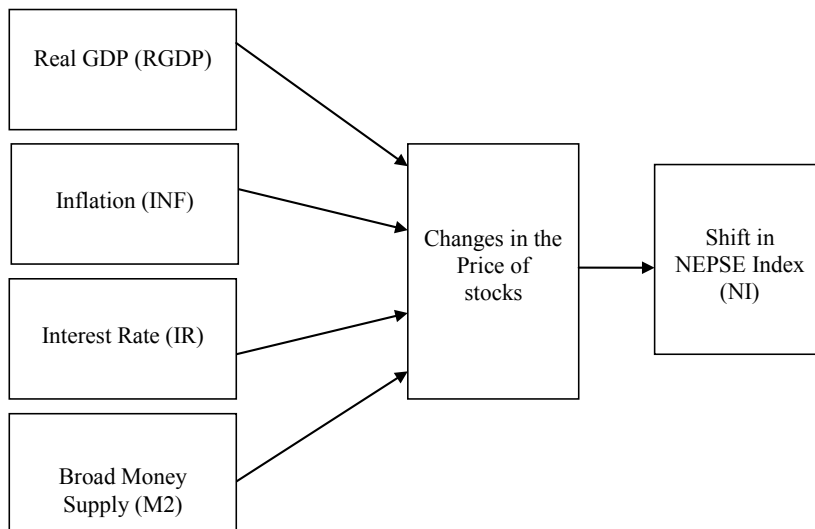 Real GDP (RGDP)
Inflation (INF)
Interest Rate (IR)
Broad Money
Supply (M2)
Changes in the
Price of
stocks
Shift in
NEPSE Index
(NI)